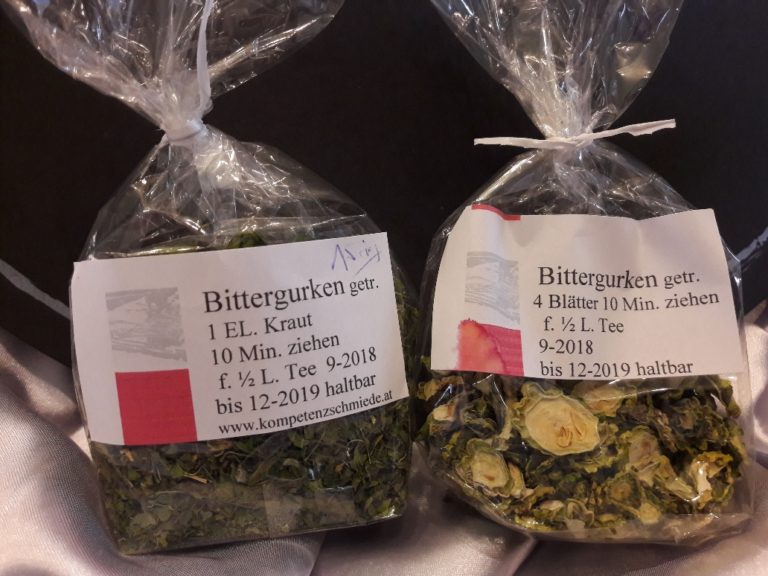 Bittergurken getr.
1 EL. Kraut
10 Min. ziehen
f. ½ L. Tee 9-2018
bis 12-2019 haltbar
www.kompetenzschmiede.at
Bittergurken getr.
4 Blätter 10 Min. ziehen
f. ½ L. Tee
9-2018
bis 12-2019 haltbar